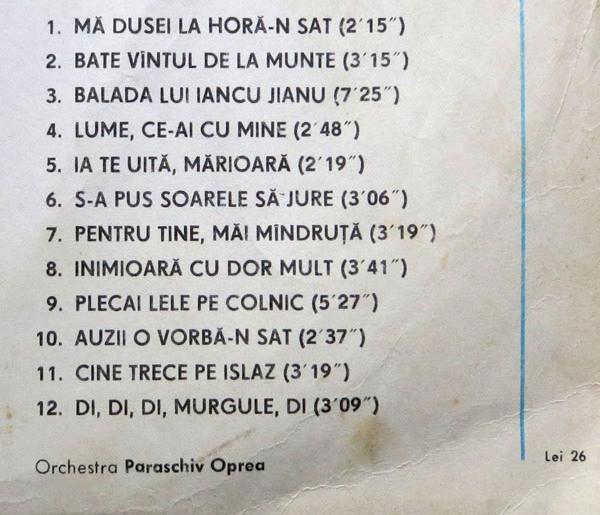 1. MĂ DUSEI LA HORĂ-N SAT (2′15″)
2. BATE VÎNTUL DE LA MUNTE (3′15″)
3. BALADA LUI IANCU JIANU (7′25″)
4. LUME, CE-AI CU MINE (2′48″)
5. IA TE UITĂ, MĂRIOARĂ (2′19″)
6. S-A PUS SOARELE SĂ JURE (3′06″)
7. PENTRU TINE, MĂI MÎNDRUȚĂ (3′19″)
8. INIMIOARĂ CU DOR MULT (3′41″)
9. PLECAI LELE PE COLNIC (5′27″)
10. AUZII O VORBĂ-N SAT (2′37″)
11. CINE TRECE PE ISLAZ (3′19″)
12. DI, DI, DI, MURGULE, DI (3′09″)
Orchestra Paraschiv Oprea
Lei 26